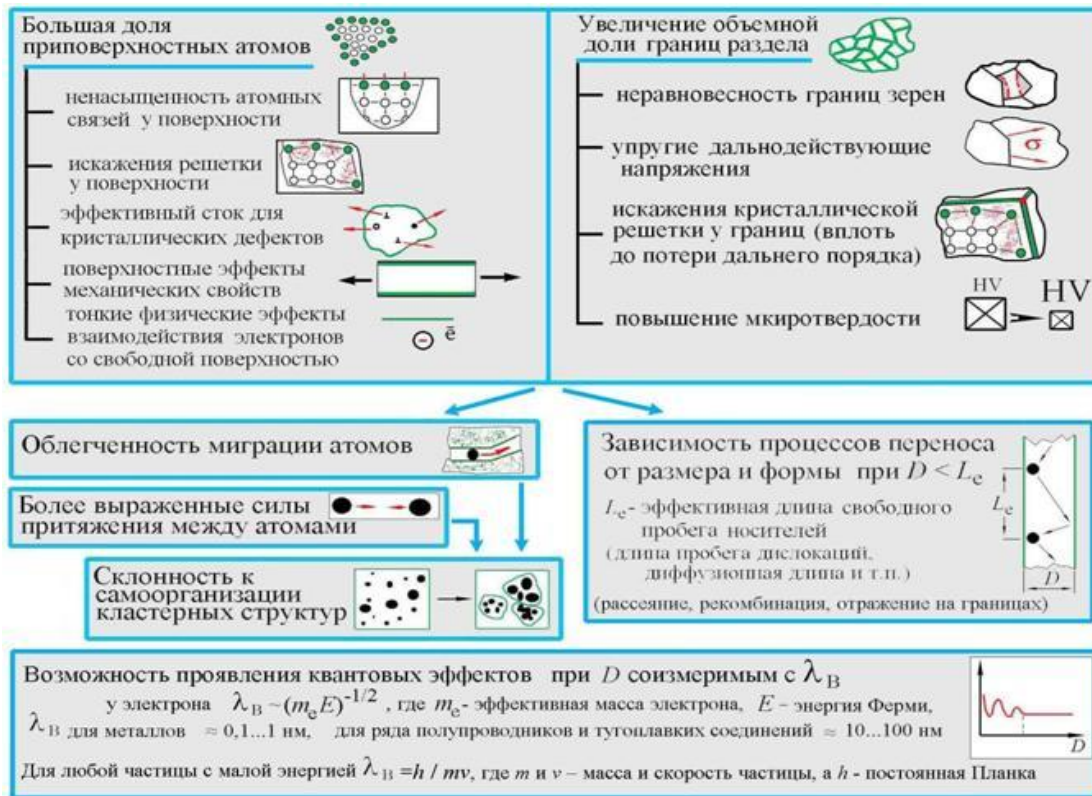 Большая доля
приповерхностных атомов
ненасыщенность атомных
связей у поверхности
искажения решетки
у поверхности
эффективный сток для
кристаллических дефектов
поверхностные эффекты
механических свойств
тонкие физические эффекты
взаимодействия электронов
со свободной поверхностью
ē
Увеличение объемной
доли границ раздела
неравновесность границ зерен
упругие дальнодействующие
напряжения
σ
искажения кристаллической
решетки у границ (вплоть
до потери дальнего порядка)
HV HV
повышение мкиротвердости
Облегченность миграции атомов
Более выраженные силы
притяжения между атомами
Склонность к
самоорганизации
кластерных структур
Зависимость процессов переноса
от размера и формы при D < Lе
Lе- эффективная длина свободного
пробега носителей
(длина пробега дислокаций,
диффузионная длина и т.п.)
(рассеяние, рекомбинация, отражение на границах)
Lе
D
Возможность проявления квантовых эффектов при D соизмеримым с λB
у электрона λB ~(meE)^-1/2 , где me- эффективная масса электрона, E – энергия Ферми,
λB для металлов ≈ 0,1...1 нм, для ряда полупроводников и тугоплавких соединений ≈ 10...100 нм
Для любой частицы с малой энергией λB =h / mv, где m и v – масса и скорость частицы, а h - постоянная Планка
D